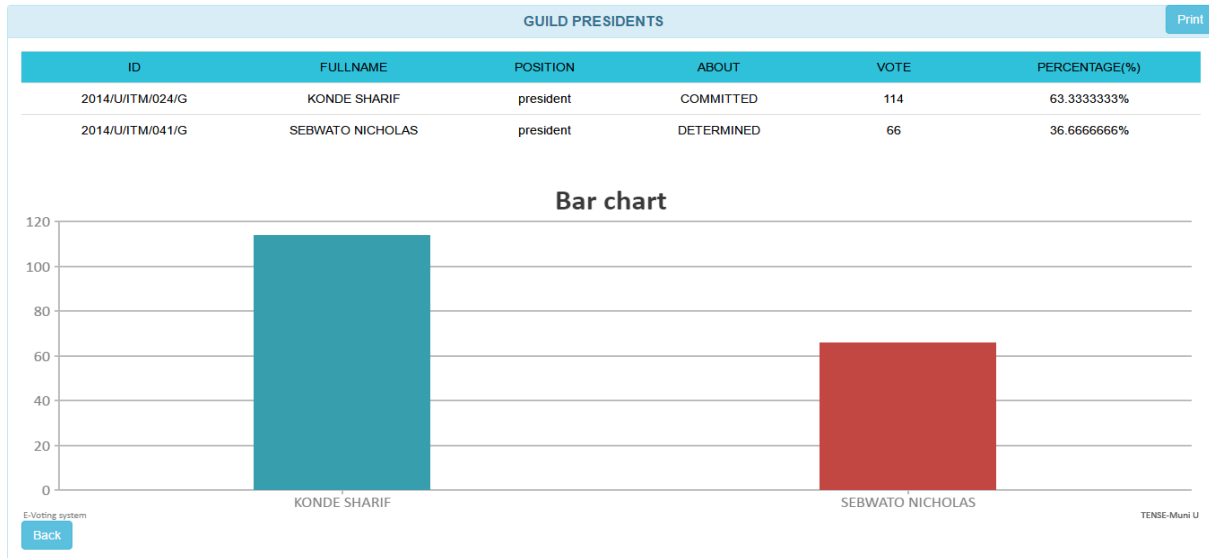 GUILD PRESIDENTS
Print
ID FULLNAME POSITION ABOUT VOTE PERCENTAGE(%)
2014/U/ITM/024/G KONDE SHARIF president COMMITTED 114 63.3333333%
2014/U/ITM/041/G SEBWATO NICHOLAS president DETERMINED 66 36.6666666%
Bar chart
120
100
80
60
40
20
0
KONDE SHARIF SEBWATO NICHOLAS
E-Voting system TENSE-Muni U
Back